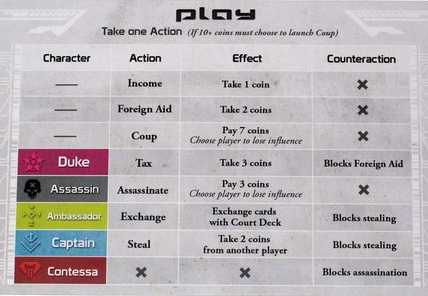 play
Take one Action (If 10+ coins must choose to launch Coup)
Character Action Effect Counteraction
— Income Take 1 coin ✖
— Foreign Aid Take 2 coins ✖
— Coup Pay 7 coins ✖
Choose player to lose influence
Duke Tax Take 3 coins Blocks Foreign Aid
Assassin Assassinate Pay 3 coins ✖
Choose player to lose influence
Ambassador Exchange Exchange cards Blocks stealing
with Court Deck
Captain Steal Take 2 coins Blocks stealing
from another player
Contessa ✖ ✖ Blocks assassination